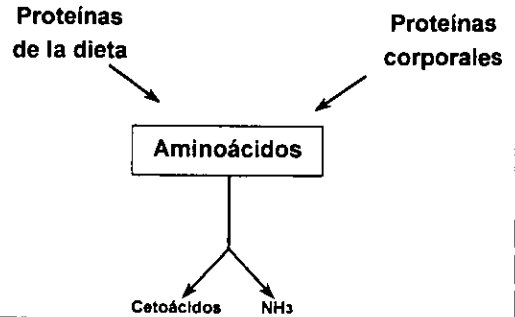 Proteínas
de la dieta
Proteínas
corporales
Aminoácidos
Cetoácidos
NH3